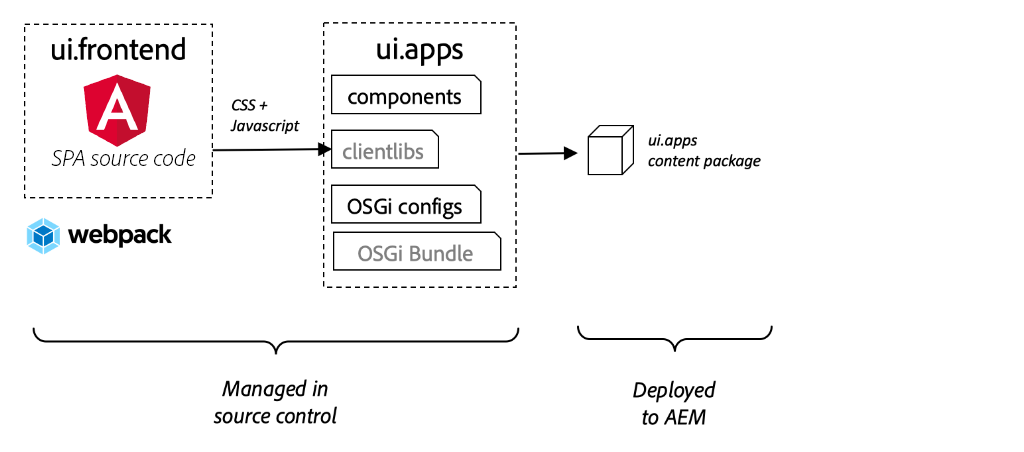 ui.frontend
A
SPA source code
webpack
CSS +
Javascript
ui.apps
components
clientlibs
OSGi configs
OSGi Bundle
ui.apps
content package
Managed in
source control
Deployed
to AEM